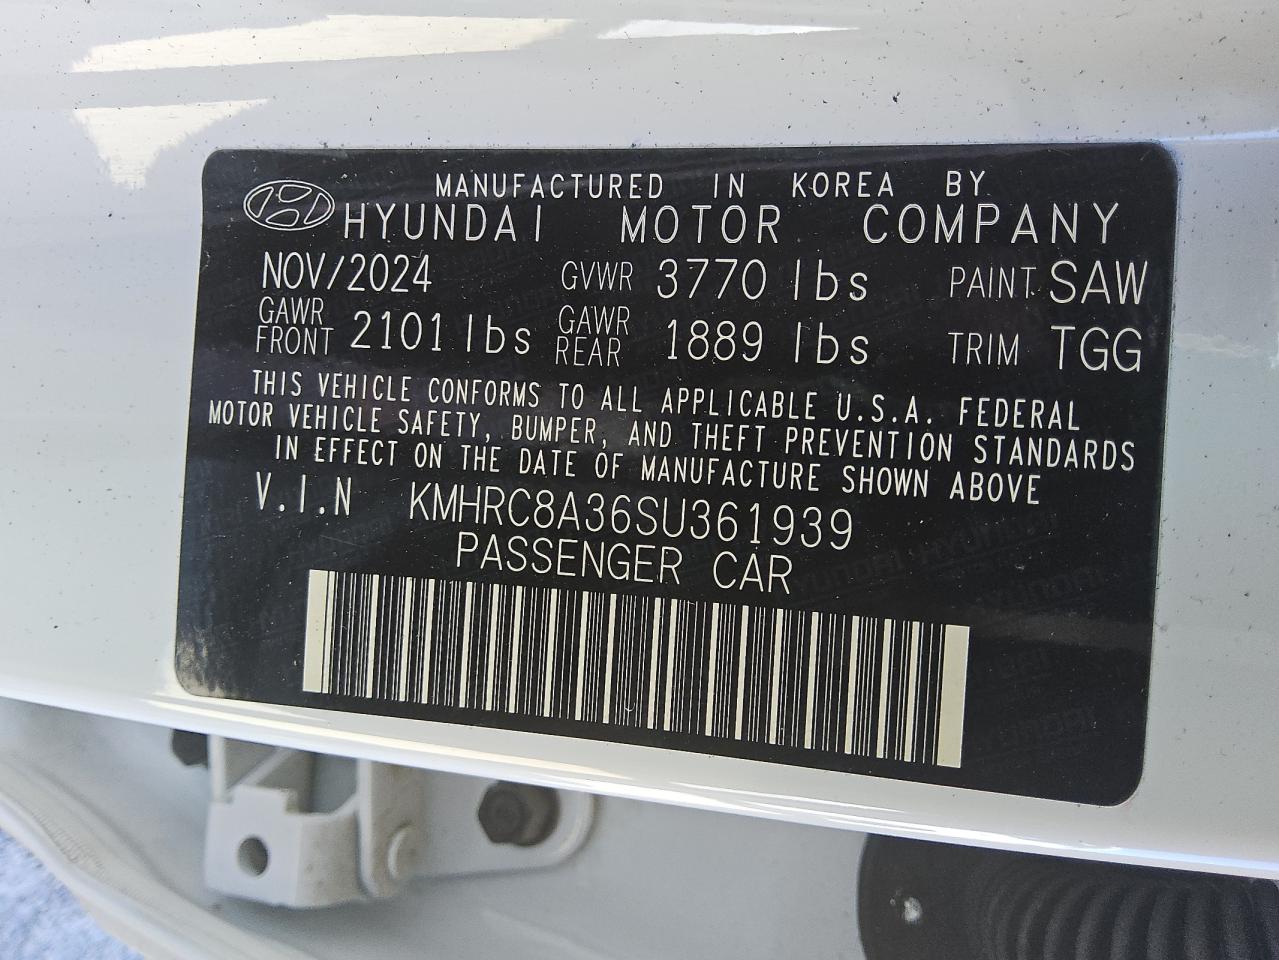 MANUFACTURED IN KOREA BY
HYUNDAI MOTOR COMPANY
NOV/2024 GVWR 3770 lbs PAINT SAW
GAWR FRONT 2101 lbs GAWR REAR 1889 lbs TRIM TGG
THIS VEHICLE CONFORMS TO ALL APPLICABLE U.S.A. FEDERAL
MOTOR VEHICLE SAFETY, BUMPER, AND THEFT PREVENTION STANDARDS
IN EFFECT ON THE DATE OF MANUFACTURE SHOWN ABOVE
V.I.N KMHRC8A36SU361939
PASSENGER CAR